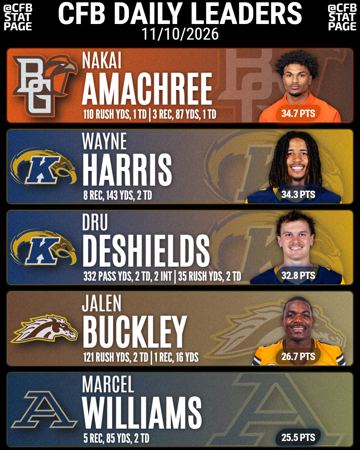 @CFB
STAT
PAGE
CFB DAILY LEADERS
11/10/2026
@CFB
STAT
PAGE
BG
NAKAI
AMACHREE
110 RUSH YDS, 1 TD | 3 REC, 87 YDS, 1 TD
34.7 PTS
K
WAYNE
HARRIS
8 REC, 143 YDS, 2 TD
34.3 PTS
K
DRU
DESHIELDS
332 PASS YDS, 2 TD, 2 INT | 35 RUSH YDS, 2 TD
32.8 PTS
JALEN
BUCKLEY
121 RUSH YDS, 2 TD | 1 REC, 16 YDS
26.7 PTS
A
MARCEL
WILLIAMS
5 REC, 85 YDS, 2 TD
25.5 PTS